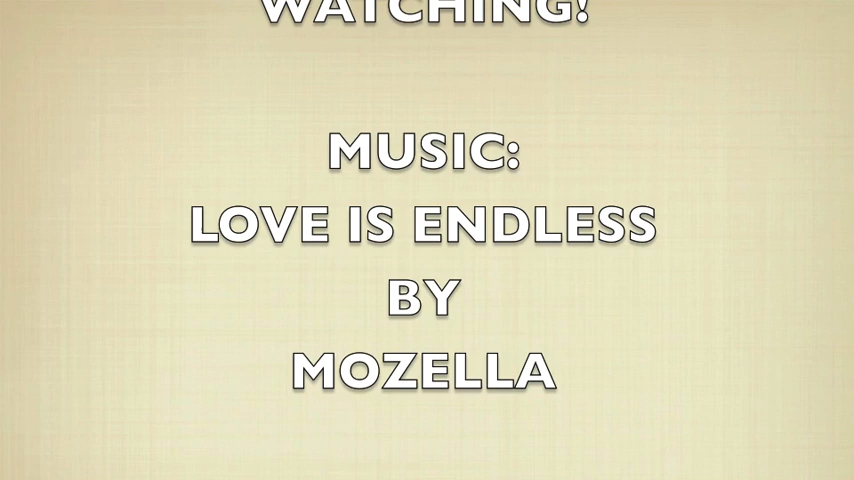 WATCHING!
MUSIC:
LOVE IS ENDLESS
BY
MOZELLA